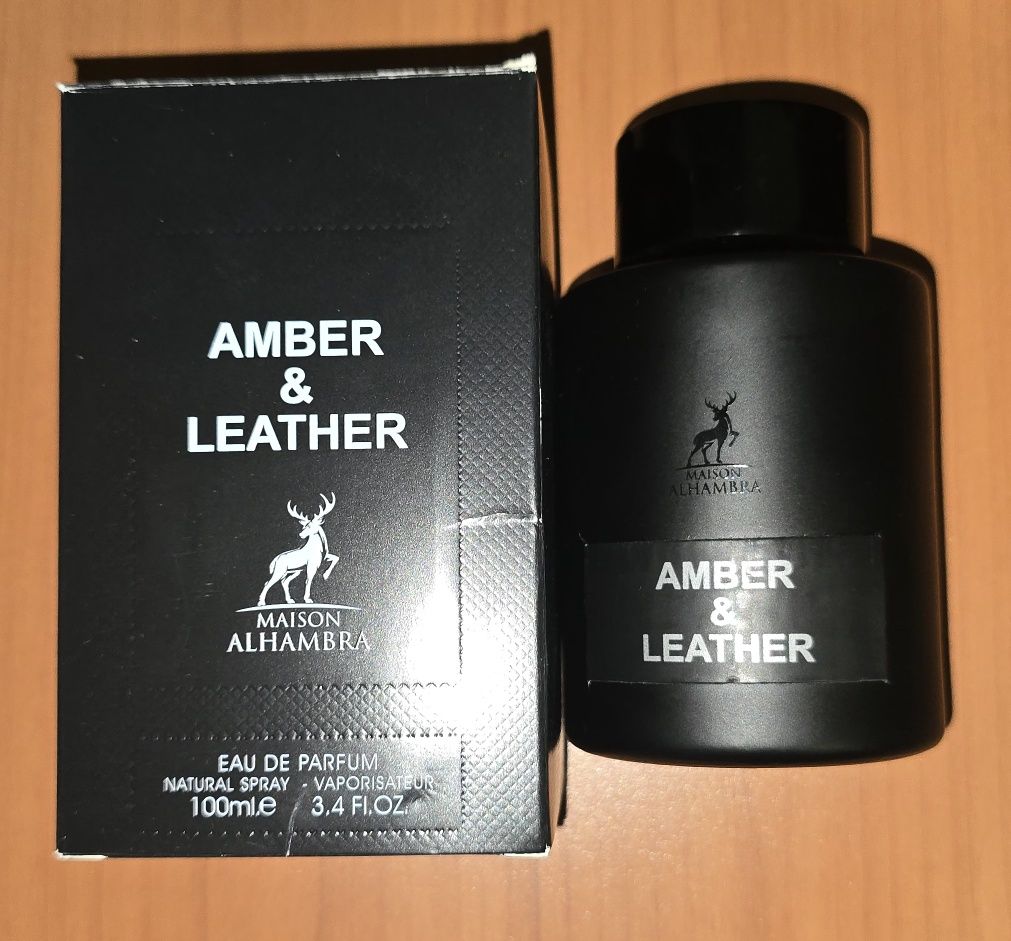 AMBER
&
LEATHER
MAISON
ALHAMBRA
EAU DE PARFUM
NATURAL SPRAY - VAPORISATEUR
100ml.e 3.4 Fl.OZ.
MAISON
ALHAMBRA
AMBER
&
LEATHER